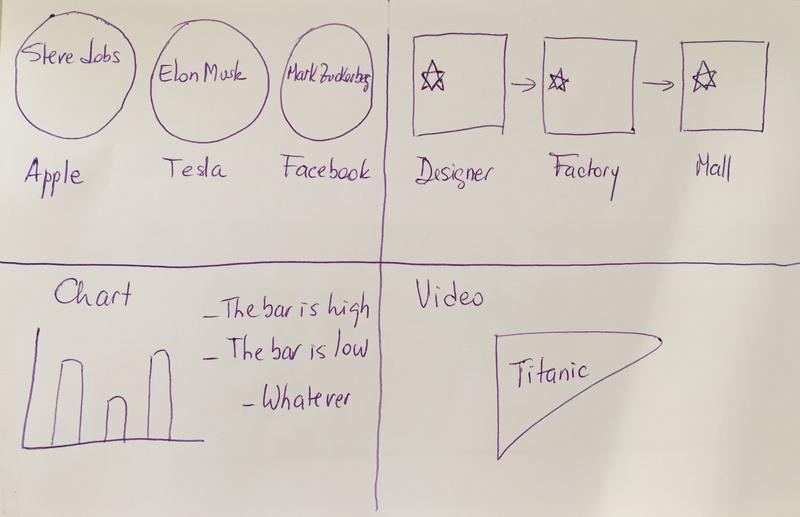 Steve Jobs
Elon Musk
Mark Zuckerberg
Apple
Tesla
Facebook
Designer
Factory
Mall
Chart
- The bar is high
- The bar is low
- Whatever
Video
Titanic